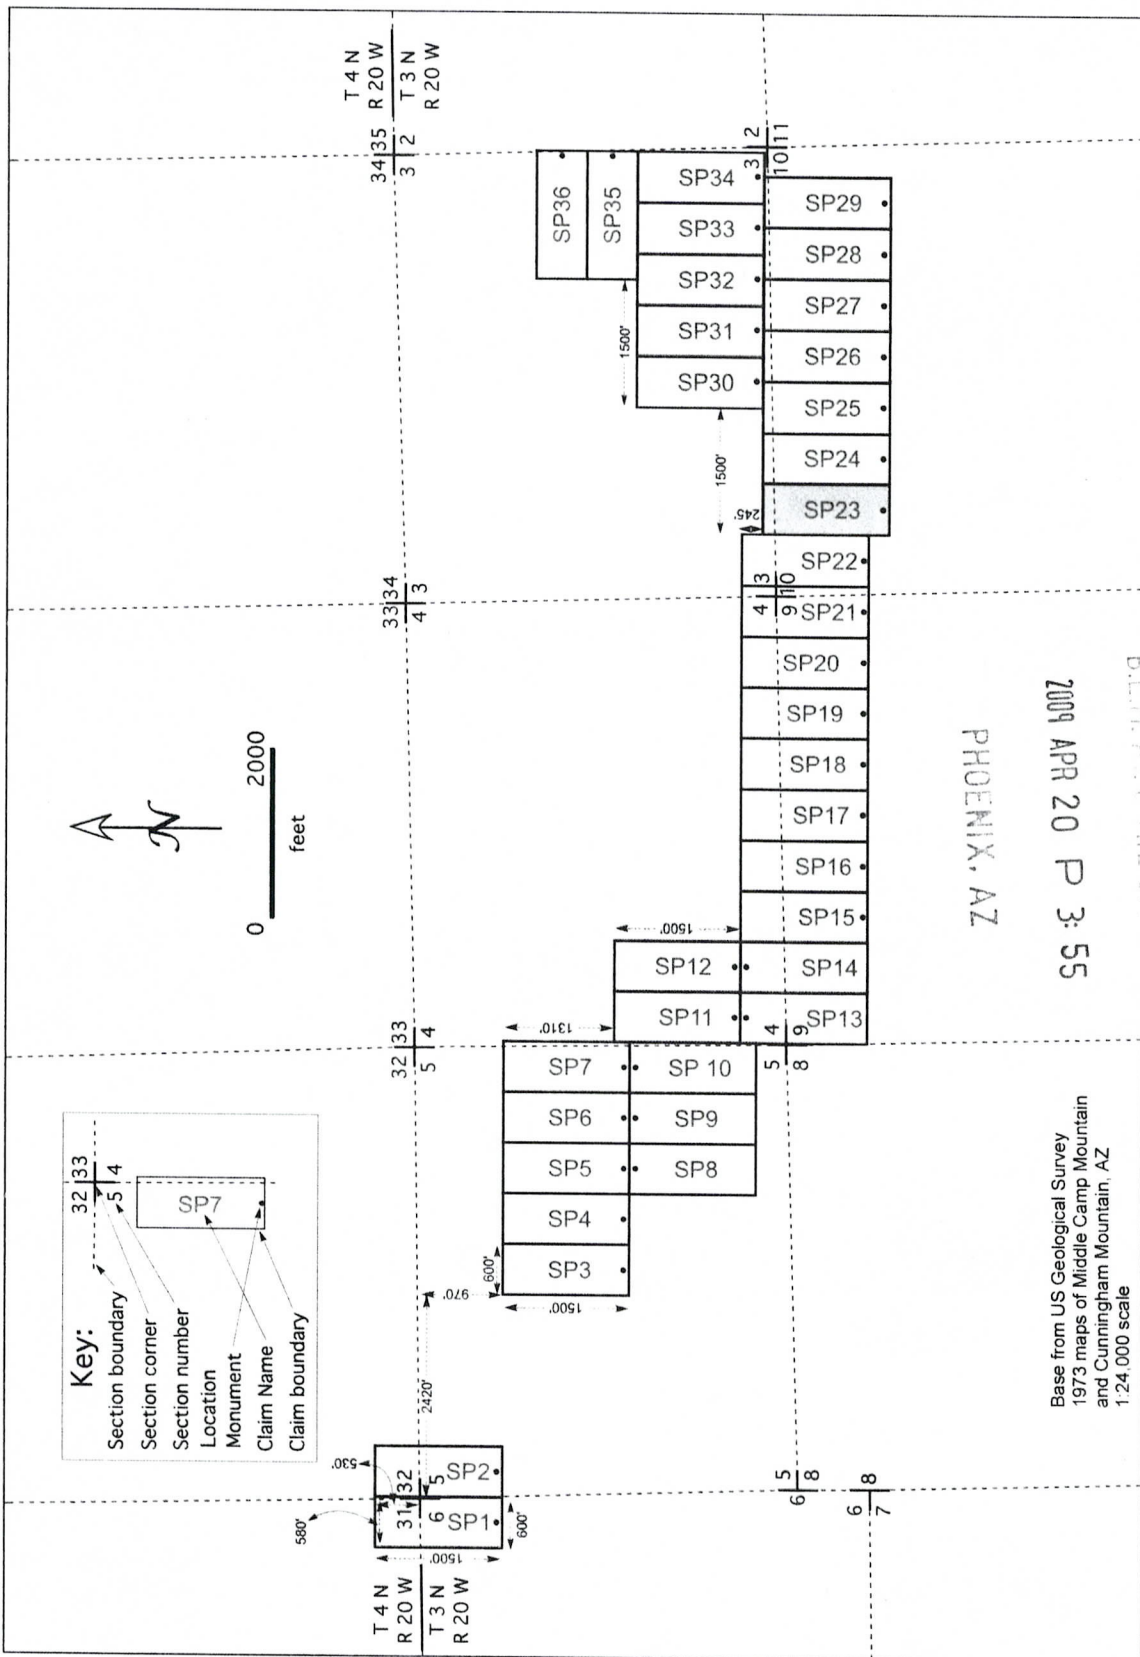 Key:
Section boundary
Section corner
Section number
Location
Monument
Claim Name
Claim boundary
32 33
5 4
SP7
N
0 2000
feet
T 4 N
R 20 W
T 3 N
R 20 W
T 4 N
R 20 W
T 3 N
R 20 W
580'
530'
31 32
6 5
SP1
SP2
1500'
600'
2420'
970'
32 33
5 4
33 34
4 3
34 35
3 2
SP3
SP4
SP5
SP6
SP7
600'
1500'
1310'
SP8
SP9
SP 10
SP11
SP12
1500'
SP13
SP14
SP15
SP16
SP17
SP18
SP19
SP20
SP21
SP22
245'
1500'
1500'
SP23
SP24
SP25
SP26
SP27
SP28
SP29
SP30
SP31
SP32
SP33
SP34
SP35
SP36
5
6 8
6 8
7
5 4
8 9
4 3
9 10
3 2
10 11
Base from US Geological Survey
1973 maps of Middle Camp Mountain
and Cunningham Mountain, AZ
1:24,000 scale
2009 APR 20 P 3:55
PHOENIX, AZ